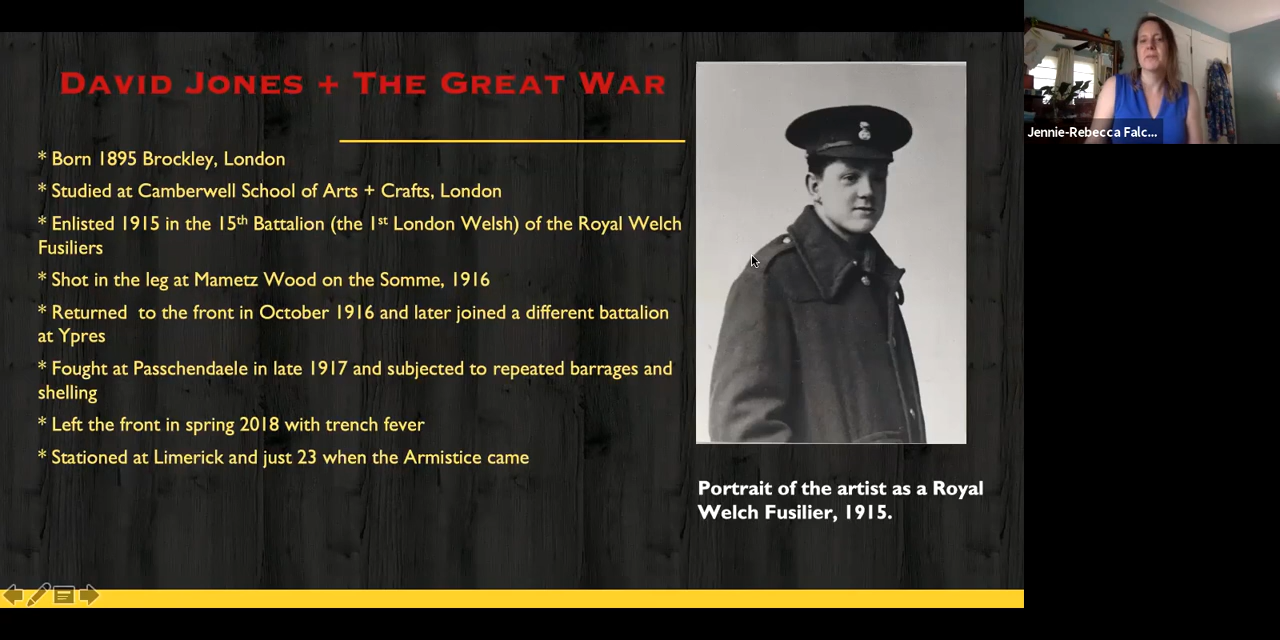 David Jones + The Great War
* Born 1895 Brockley, London
* Studied at Camberwell School of Arts + Crafts, London
* Enlisted 1915 in the 15th Battalion (the 1st London Welsh) of the Royal Welch
Fusiliers
* Shot in the leg at Mametz Wood on the Somme, 1916
* Returned  to the front in October 1916 and later joined a different battalion
at Ypres
* Fought at Passchendaele in late 1917 and subjected to repeated barrages and
shelling
* Left the front in spring 2018 with trench fever
* Stationed at Limerick and just 23 when the Armistice came
Portrait of the artist as a Royal
Welch Fusilier, 1915.
Jennie-Rebecca Falc...